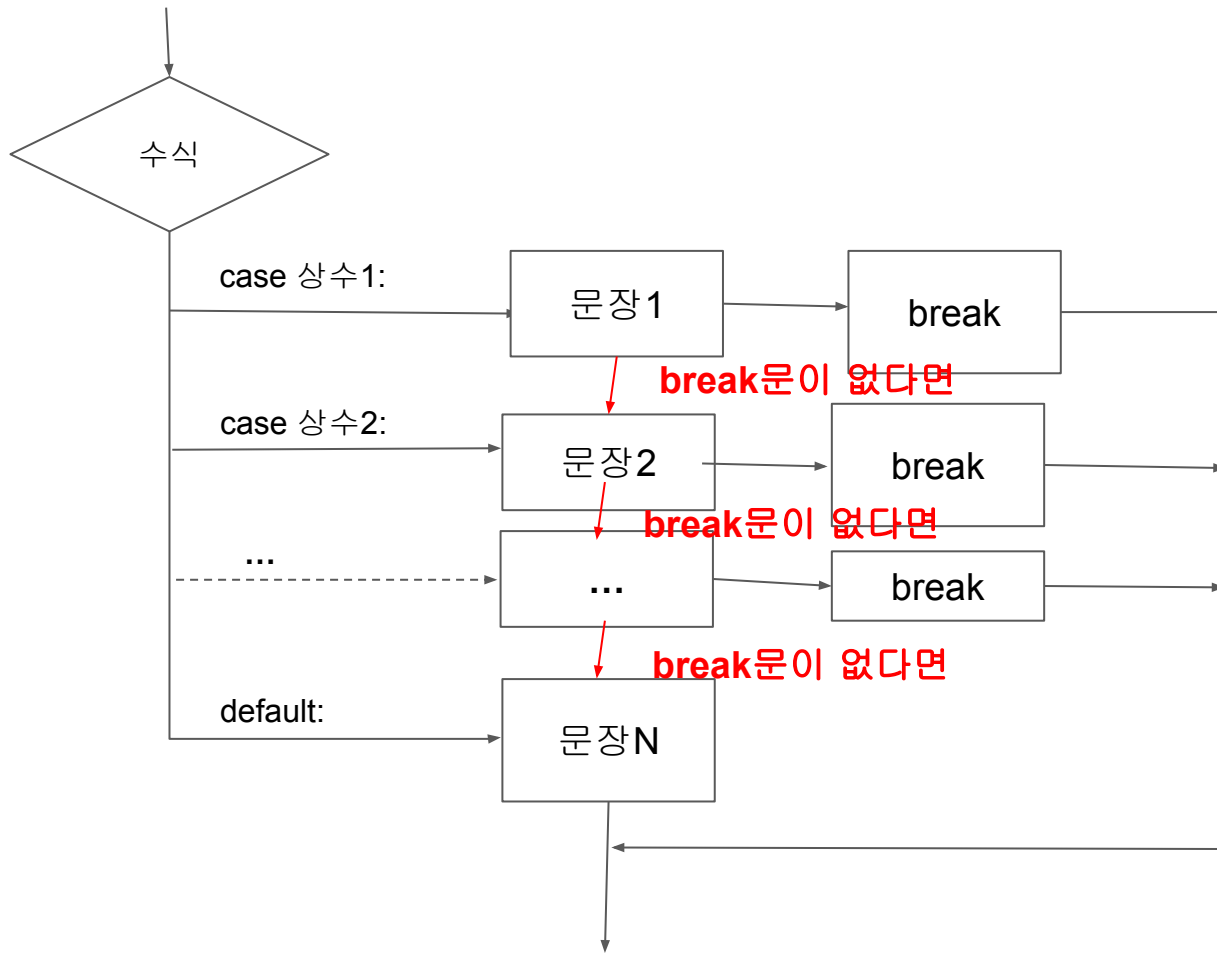 수식
case 상수1:
문장1
break
break문이 없다면
case 상수2:
문장2
break
break문이 없다면
...
...
break
break문이 없다면
default:
문장N